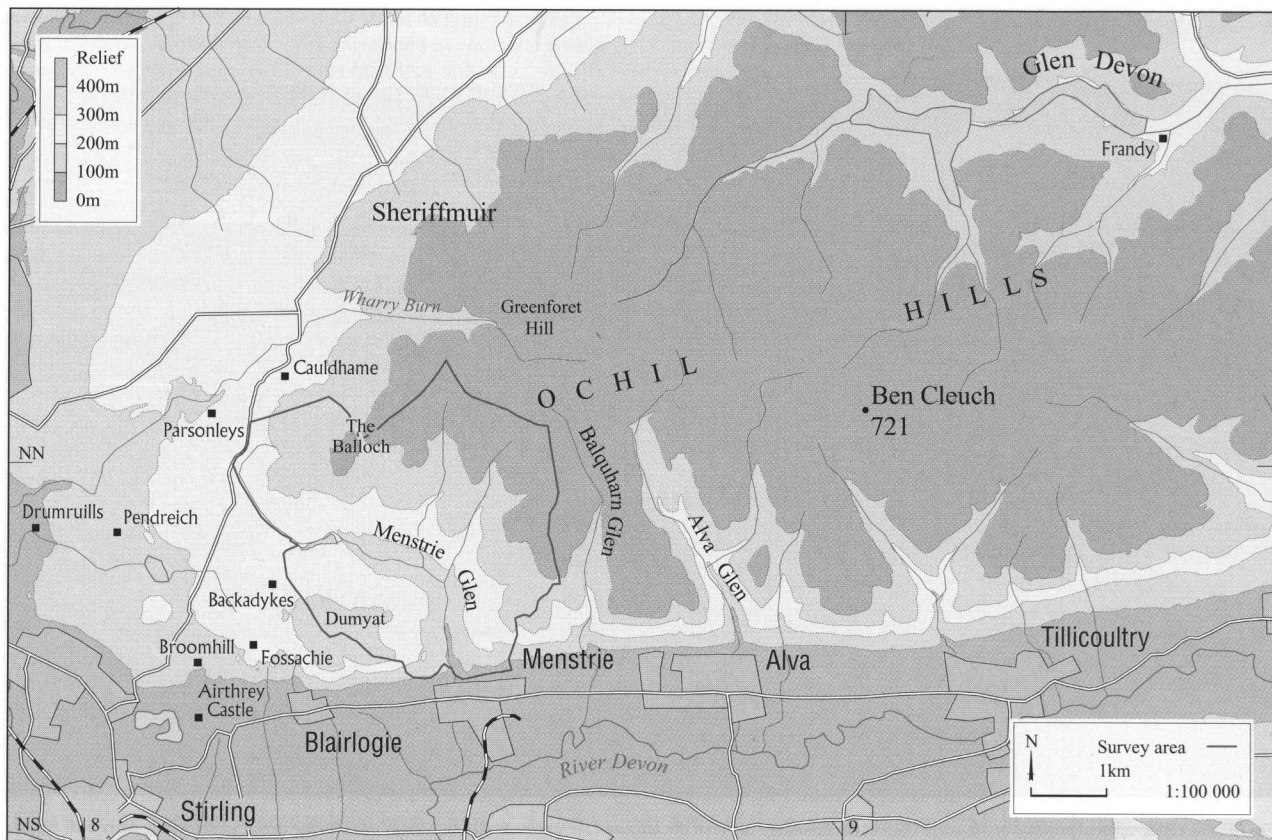 Relief
400m
300m
200m
100m
0m
Glen Devon
Frandy
Sheriffmuir
Wharry Burn
Greenforet
Hill
OCHIL HILLS
Cauldhame
Parsonleys
The
Balloch
Ben Cleuch
721
NN
Balquharn Glen
Drumruills
Pendreich
Menstrie Glen
Alva Glen
Backadykes
Dumyat
Broomhill
Fossachie
Menstrie
Alva
Tillicoultry
Airthrey
Castle
Blairlogie
River Devon
Stirling
NS
8
9
N
Survey area
1km
1:100 000